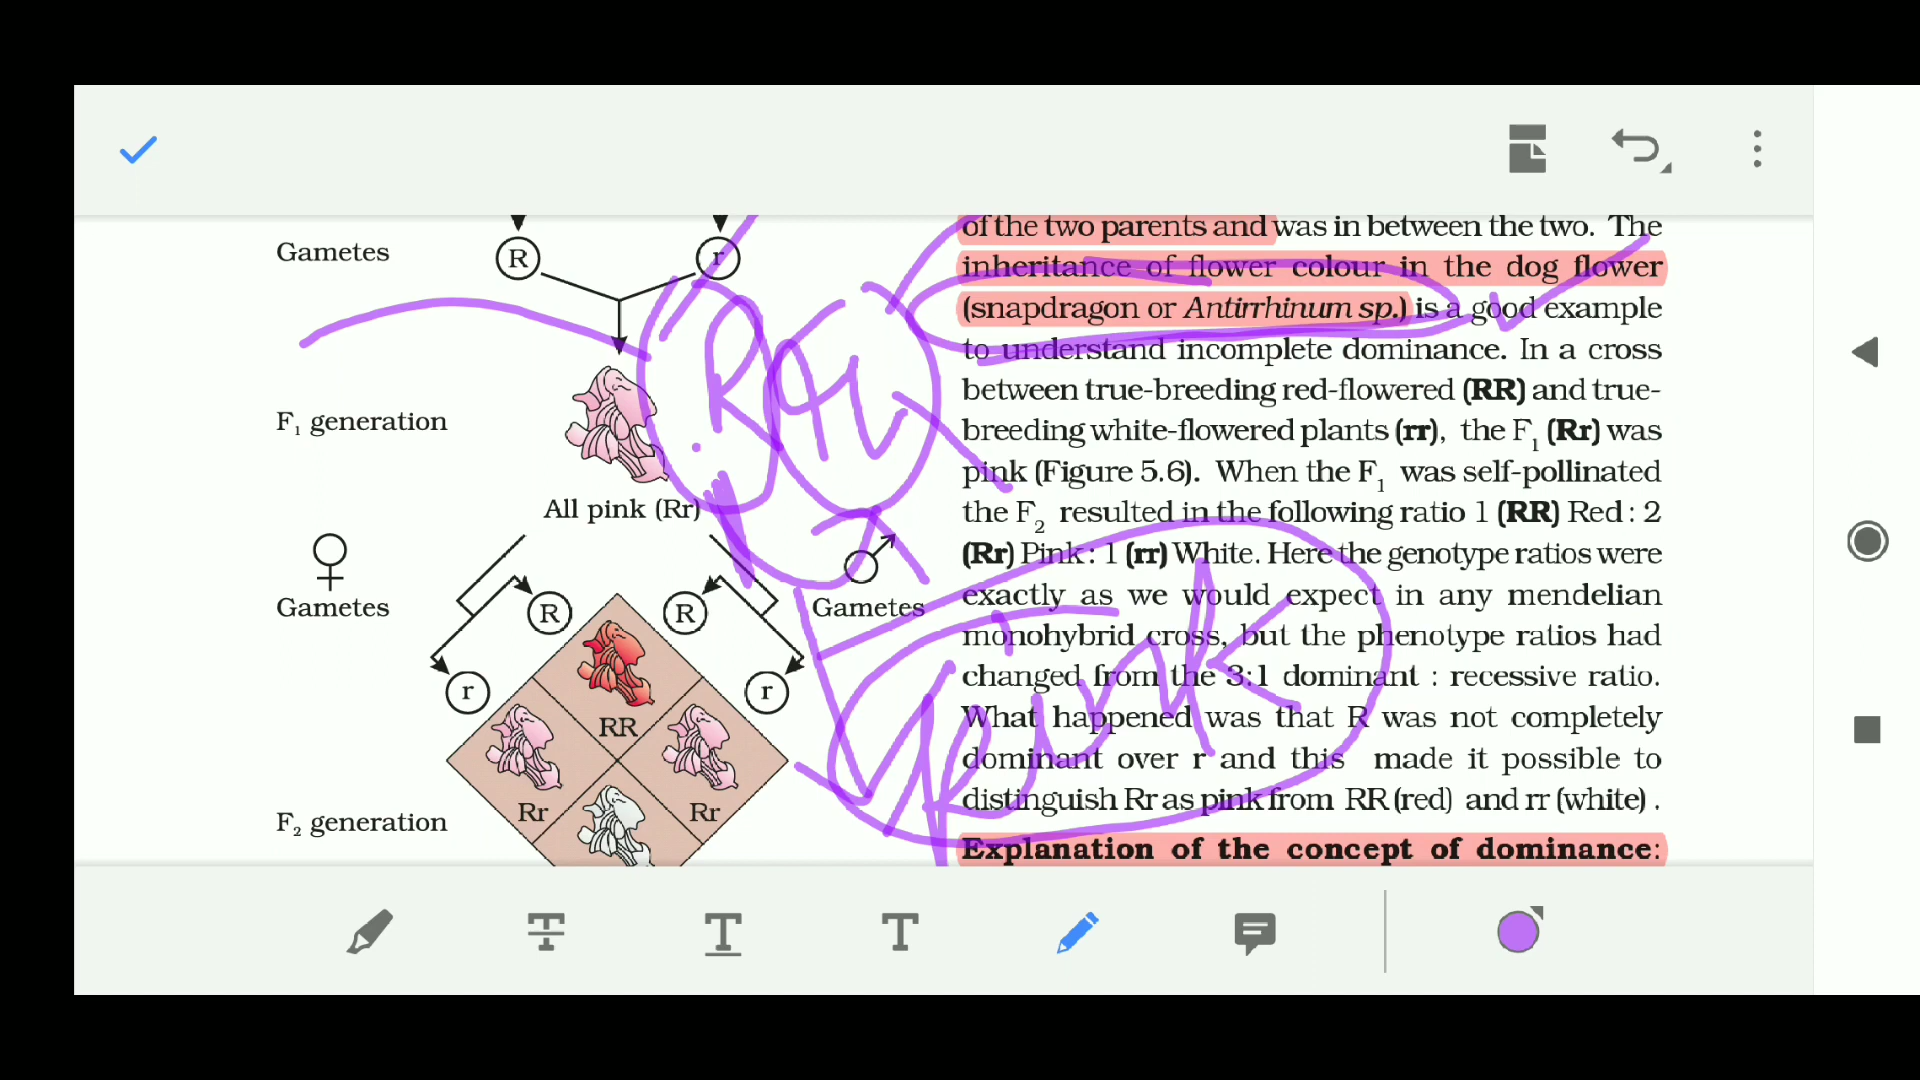 Gametes
R
r
F₁ generation
All pink (Rr)
Gametes
Gametes
R
R
r
r
RR
Rr
Rr
F₂ generation
of the two parents and was in between the two. The
inheritance of flower colour in the dog flower
(snapdragon or Antirrhinum sp.) is a good example
to understand incomplete dominance. In a cross
between true-breeding red-flowered (RR) and true-
breeding white-flowered plants (rr), the F₁ (Rr) was
pink (Figure 5.6). When the F₁ was self-pollinated
the F₂ resulted in the following ratio 1 (RR) Red : 2
(Rr) Pink : 1 (rr) White. Here the genotype ratios were
exactly as we would expect in any mendelian
monohybrid cross, but the phenotype ratios had
changed from the 3:1 dominant : recessive ratio.
What happened was that R was not completely
dominant over r and this made it possible to
distinguish Rr as pink from RR (red) and rr (white) .
Explanation of the concept of dominance:
Pink